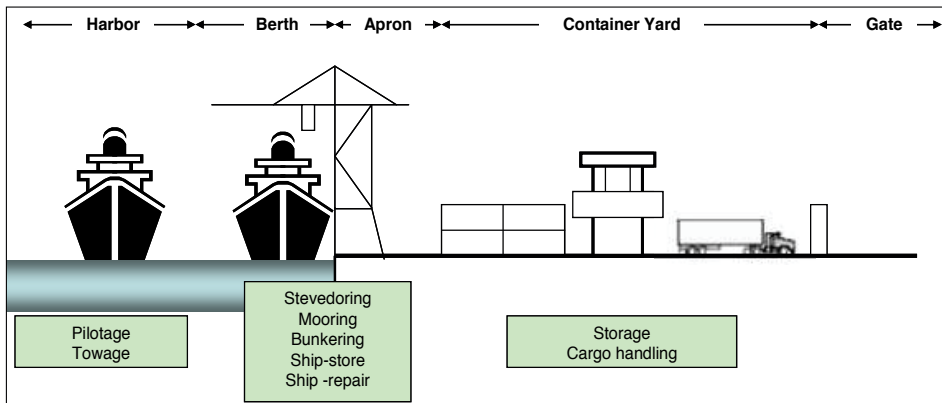 Harbor Berth Apron Container Yard Gate
Stevedoring
Mooring
Bunkering
Ship-store
Ship -repair
Pilotage
Towage
Storage
Cargo handling